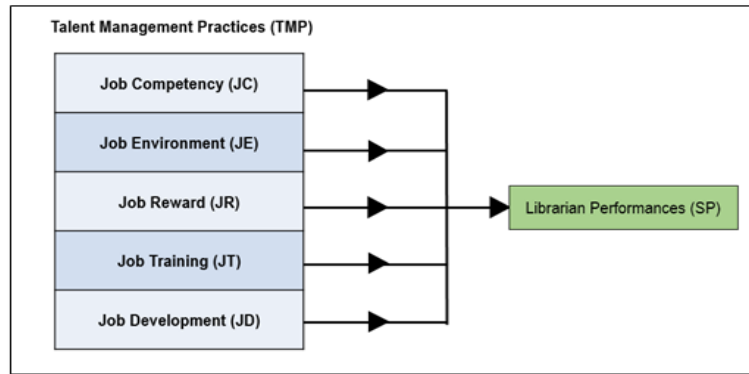 Talent Management Practices (TMP)
Job Competency (JC)
Job Environment (JE)
Job Reward (JR)
Job Training (JT)
Job Development (JD)
Librarian Performances (SP)